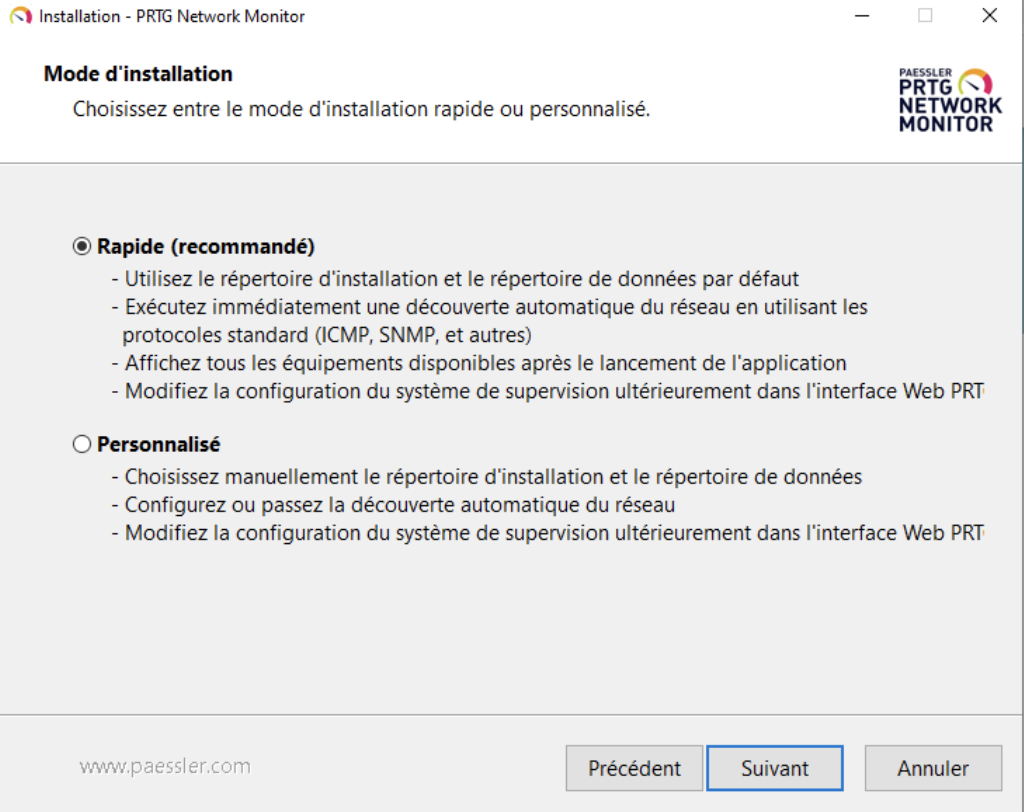 Installation - PRTG Network Monitor
Mode d'installation
Choisissez entre le mode d'installation rapide ou personnalisé.
PAESSLER
PRTG
NETWORK
MONITOR
Rapide (recommandé)
- Utilisez le répertoire d'installation et le répertoire de données par défaut
- Exécutez immédiatement une découverte automatique du réseau en utilisant les
protocoles standard (ICMP, SNMP, et autres)
- Affichez tous les équipements disponibles après le lancement de l'application
- Modifiez la configuration du système de supervision ultérieurement dans l'interface Web PRT
Personnalisé
- Choisissez manuellement le répertoire d'installation et le répertoire de données
- Configurez ou passez la découverte automatique du réseau
- Modifiez la configuration du système de supervision ultérieurement dans l'interface Web PRT
www.paessler.com
Précédent
Suivant
Annuler